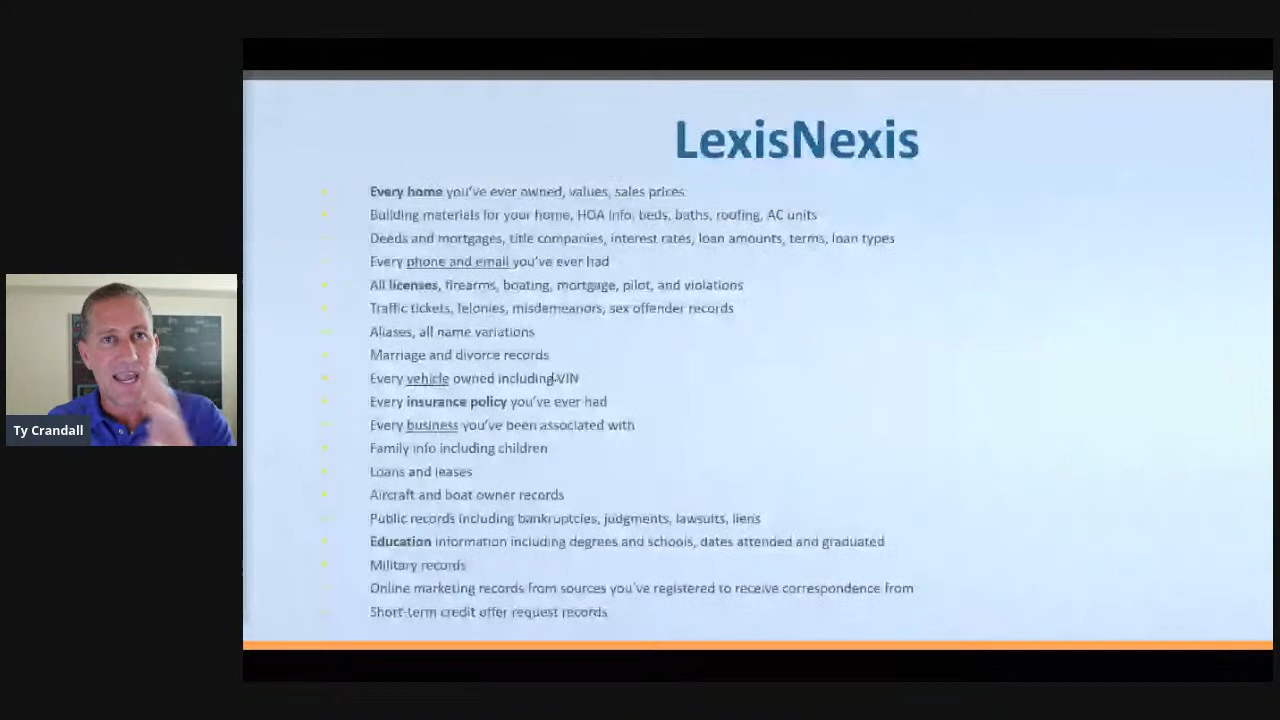 LexisNexis
Every home you've ever owned, values, sales prices
Building materials for your home, HOA info, beds, baths, roofing, AC units
Deeds and mortgages, title companies, interest rates, loan amounts, terms, loan types
Every phone and email you've ever had
All licenses, firearms, boating, mortgage, pilot, and violations
Traffic tickets, felonies, misdemeanors, sex offender records
Aliases, all name variations
Marriage and divorce records
Every vehicle owned including VIN
Every insurance policy you've ever had
Every business you've been associated with
Family info including children
Ty Crandall
Loans and leases
Aircraft and boat owner records
Public records including bankruptcies, judgments, lawsuits, liens
Education information including degrees and schools, dates attended and graduated
Military records
Online marketing records from sources you've registered to receive correspondence from
Short-term credit offer request records